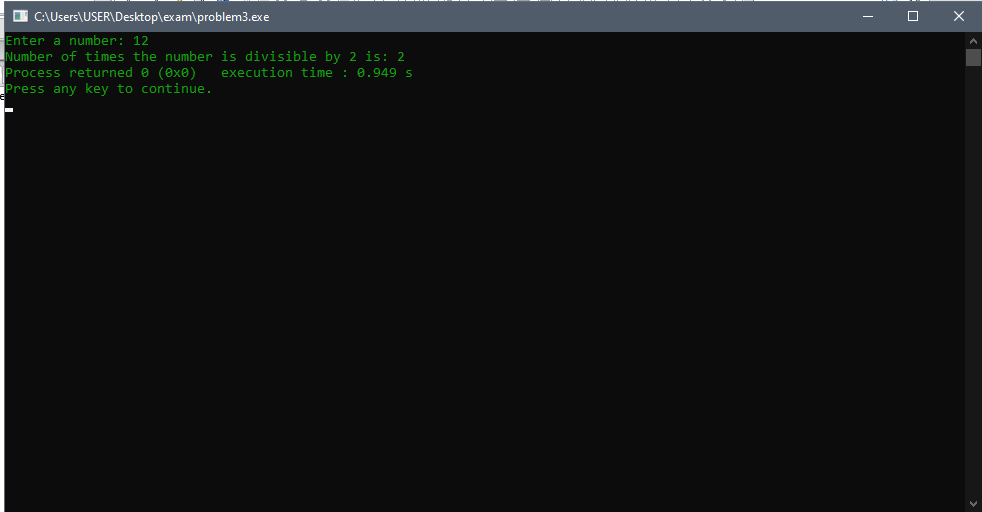 C:\Users\USER\Desktop\exam\problem3.exe
Enter a number: 12
Number of times the number is divisible by 2 is: 2
Process returned 0 (0x0)   execution time : 0.949 s
Press any key to continue.